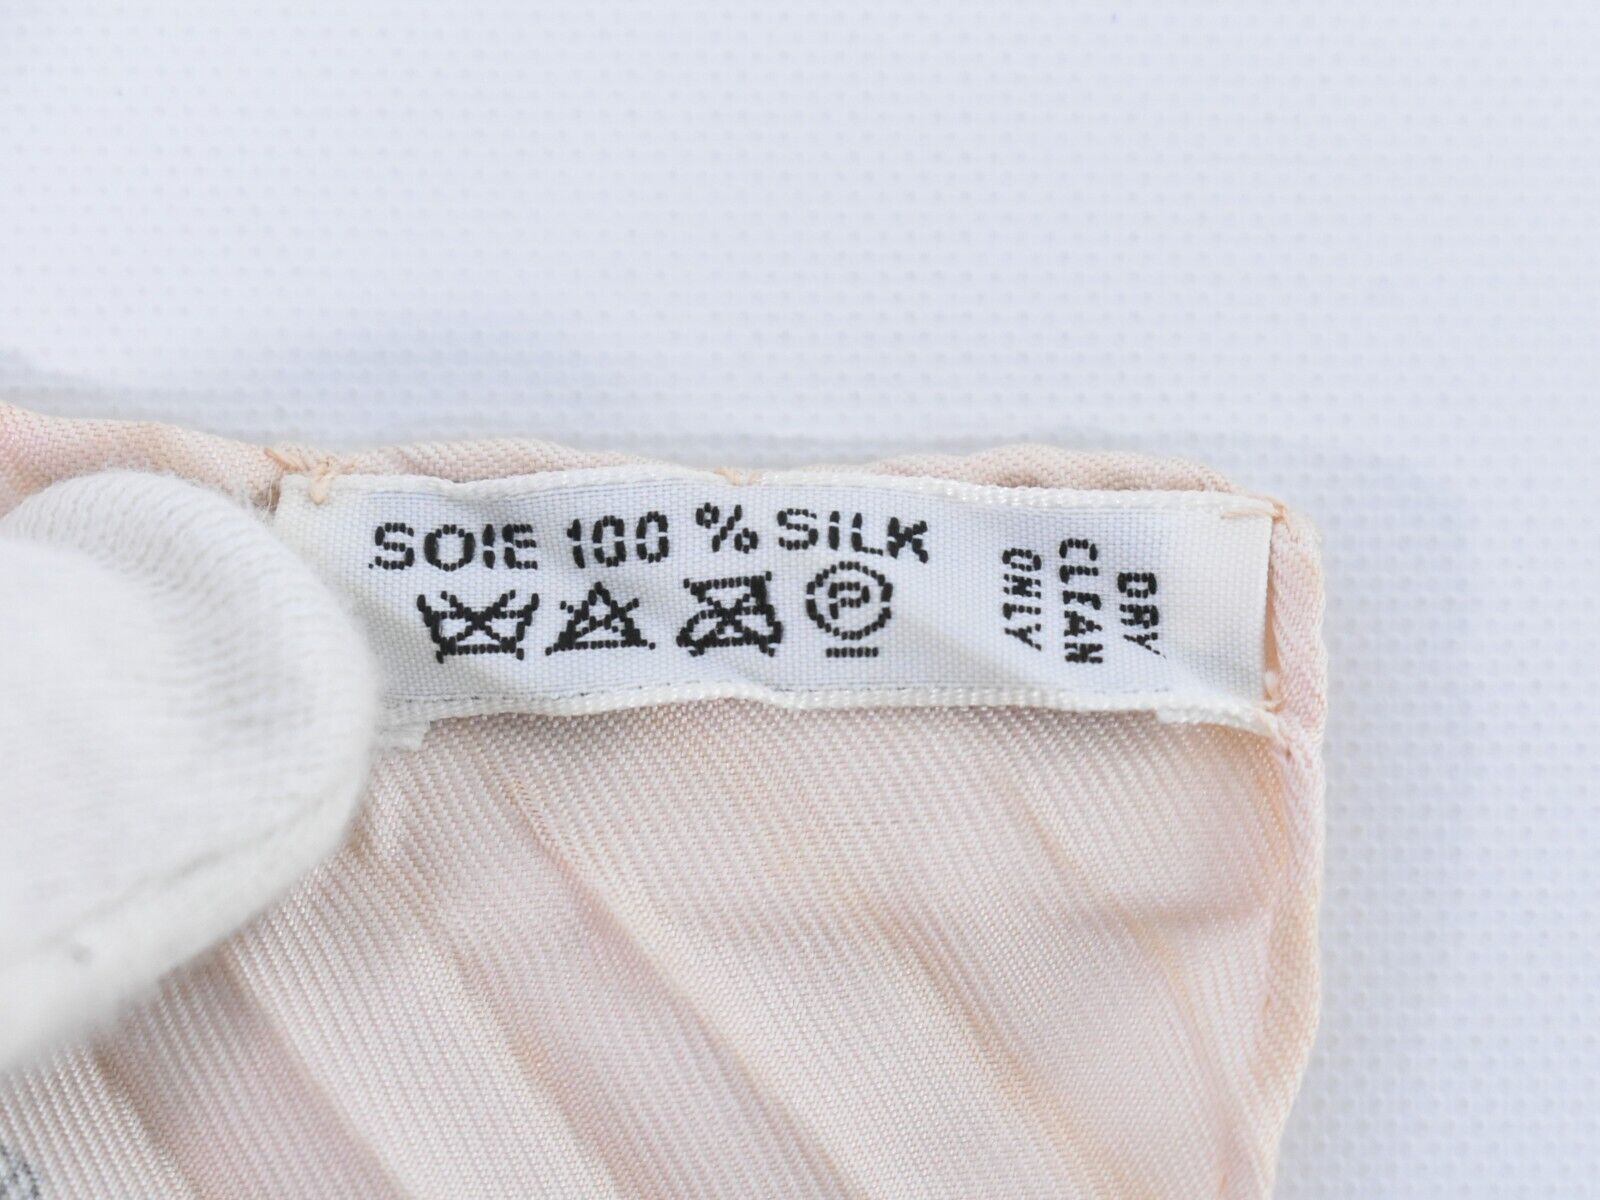 SOIE 100 % SILK
P
DRY
CLEAN
ONLY